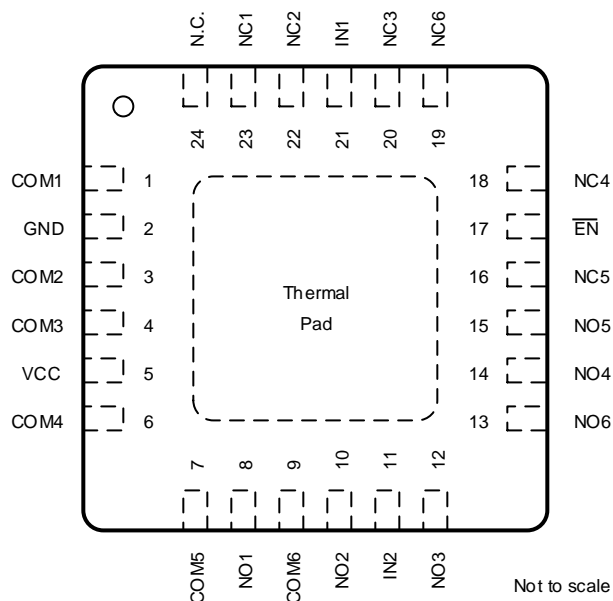 N.C.
NC1
NC2
IN1
NC3
NC6
24
23
22
21
20
19
COM1 1
GND 2
COM2 3
COM3 4
VCC 5
COM4 6
18 NC4
17 E̅N̅
16 NC5
15 NO5
14 NO4
13 NO6
Thermal
Pad
7
8
9
10
11
12
COM5
NO1
COM6
NO2
IN2
NO3
Not to scale